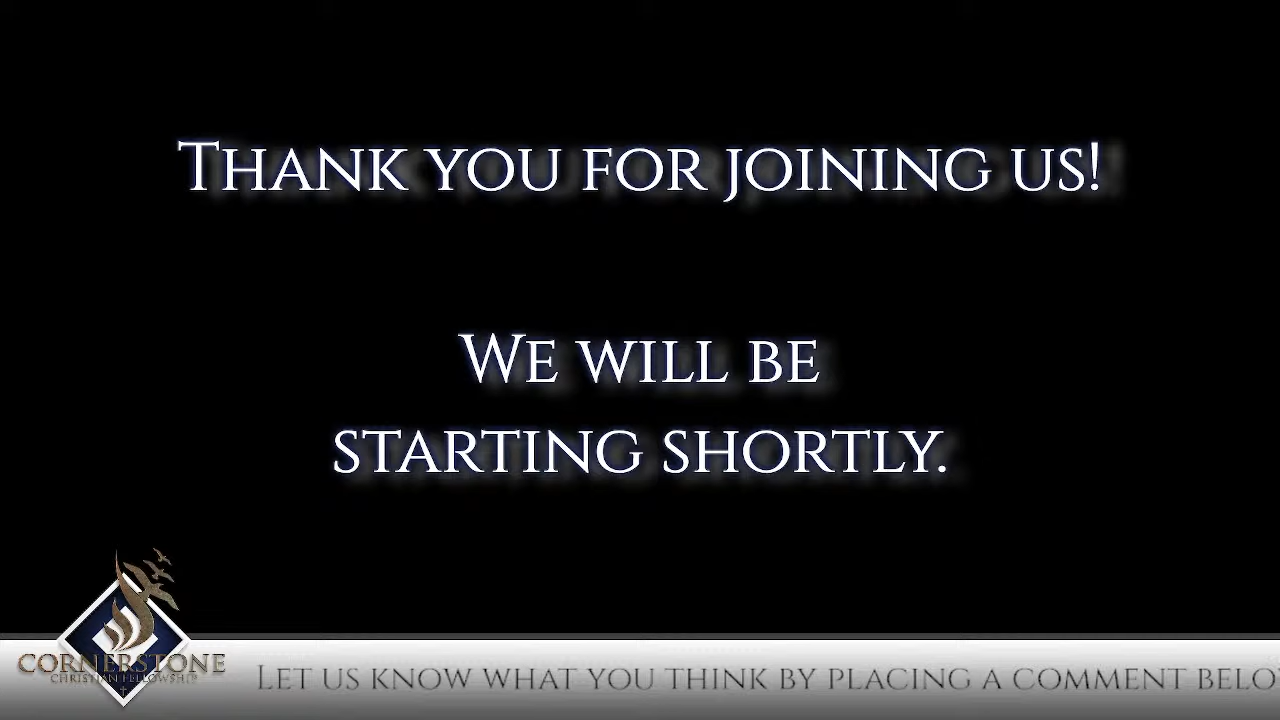 Thank you for joining us!
We will be
starting shortly.
CORNERSTONE
CHRISTIAN FELLOWSHIP
Let us know what you think by placing a comment belo